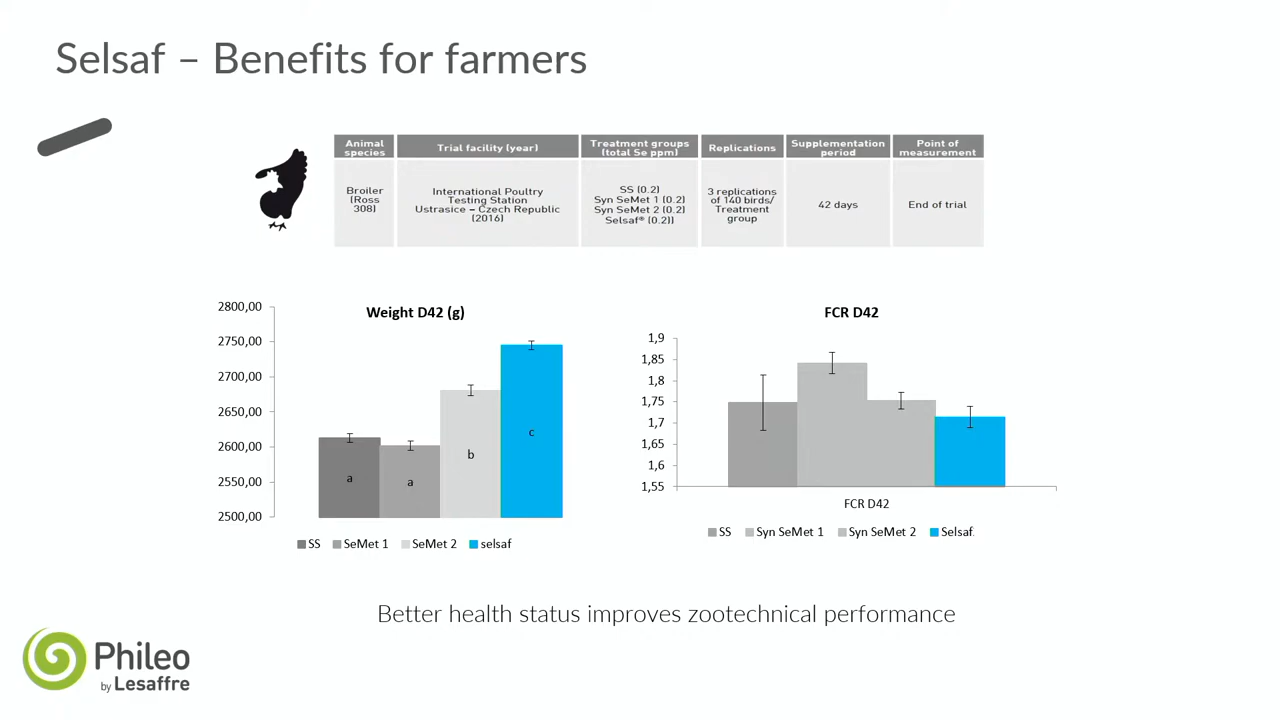 Selsaf – Benefits for farmers
Animal species
Trial facility (year)
Treatment groups (total Se ppm)
Replications
Supplementation period
Point of measurement
Broiler (Ross 308)
International Poultry
Testing Station
Ustrasice – Czech Republic
(2016)
SS (0.2)
Syn SeMet 1 (0.2)
Syn SeMet 2 (0.2)
Selsaf® (0.2))
3 replications
of 140 birds/
Treatment
group
42 days
End of trial
Weight D42 (g)
2800,00
2750,00
2700,00
2650,00
2600,00
2550,00
2500,00
a
a
b
c
SS SeMet 1 SeMet 2 selsaf
FCR D42
1,9
1,85
1,8
1,75
1,7
1,65
1,6
1,55
FCR D42
SS Syn SeMet 1 Syn SeMet 2 Selsaf
Better health status improves zootechnical performance
Phileo
by Lesaffre